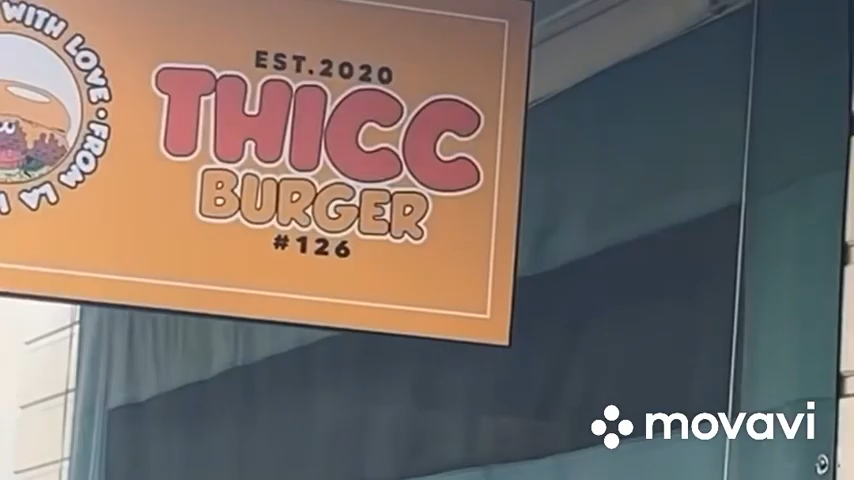 WITH LOVE • FROM LA
EST.2020
THICC
BURGER
#126
movavi